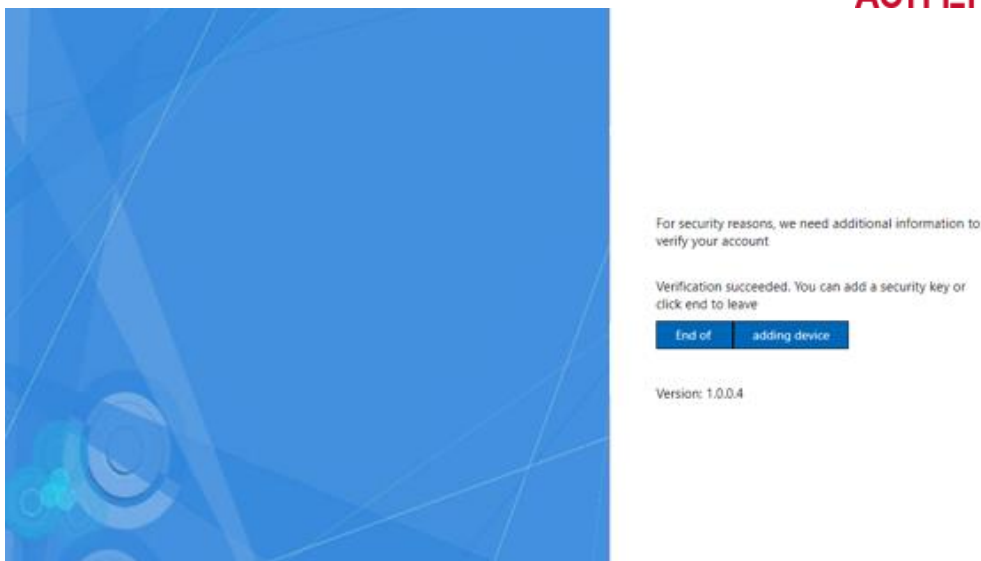 For security reasons, we need additional information to
verify your account
Verification succeeded. You can add a security key or
click end to leave
End of
adding device
Version: 1.0.0.4